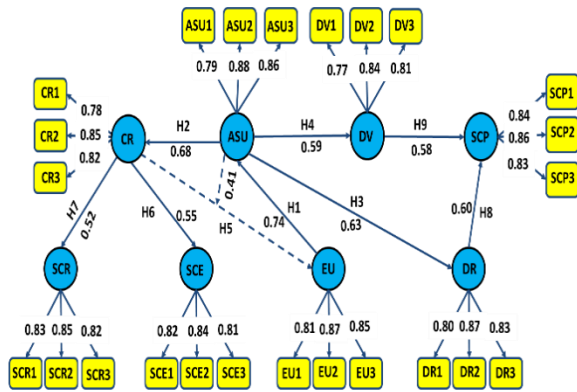 ASU1 ASU2 ASU3 DV1 DV2 DV3
0.79 0.88 0.86 0.77 0.84 0.81
CR1 SCP1
0.78 0.84
CR2 0.85 CR H2 ASU H4 DV H9 SCP 0.86 SCP2
0.68 0.59 0.58
CR3 0.82 0.83 SCP3
H7 0.52 H6 0.55 0.41 H5 H1 0.74 H3 0.63 0.60 H8
SCR SCE EU DR
0.83 0.85 0.82 0.82 0.84 0.81 0.81 0.87 0.85 0.80 0.87 0.83
SCR1 SCR2 SCR3 SCE1 SCE2 SCE3 EU1 EU2 EU3 DR1 DR2 DR3